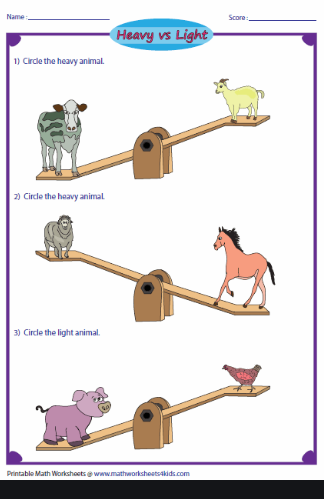 Name : Score :
Heavy vs Light
1) Circle the heavy animal.
2) Circle the heavy animal.
3) Circle the light animal.
Printable Math Worksheets @ www.mathworksheets4kids.com